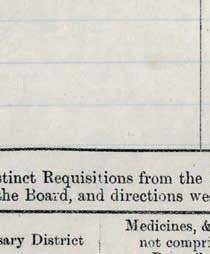 stinct Requisitions from the
the Board, and directions we
Medicines, &
sary District
not compri